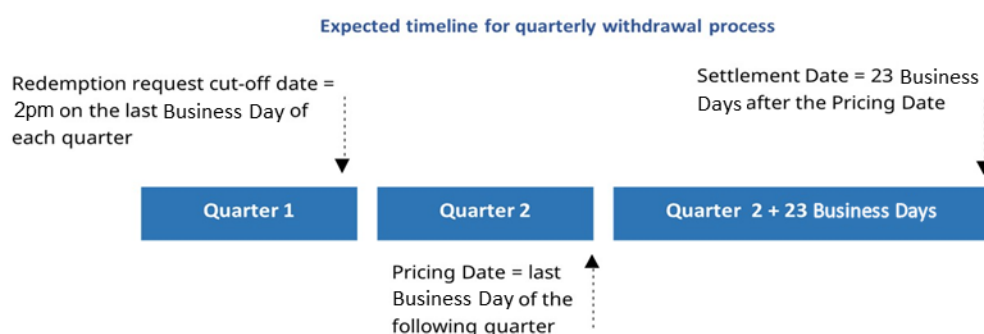 Expected timeline for quarterly withdrawal process
Redemption request cut-off date =
2pm on the last Business Day of
each quarter
Settlement Date = 23 Business
Days after the Pricing Date
Quarter 1
Quarter 2
Quarter 2 + 23 Business Days
Pricing Date = last
Business Day of the
following quarter